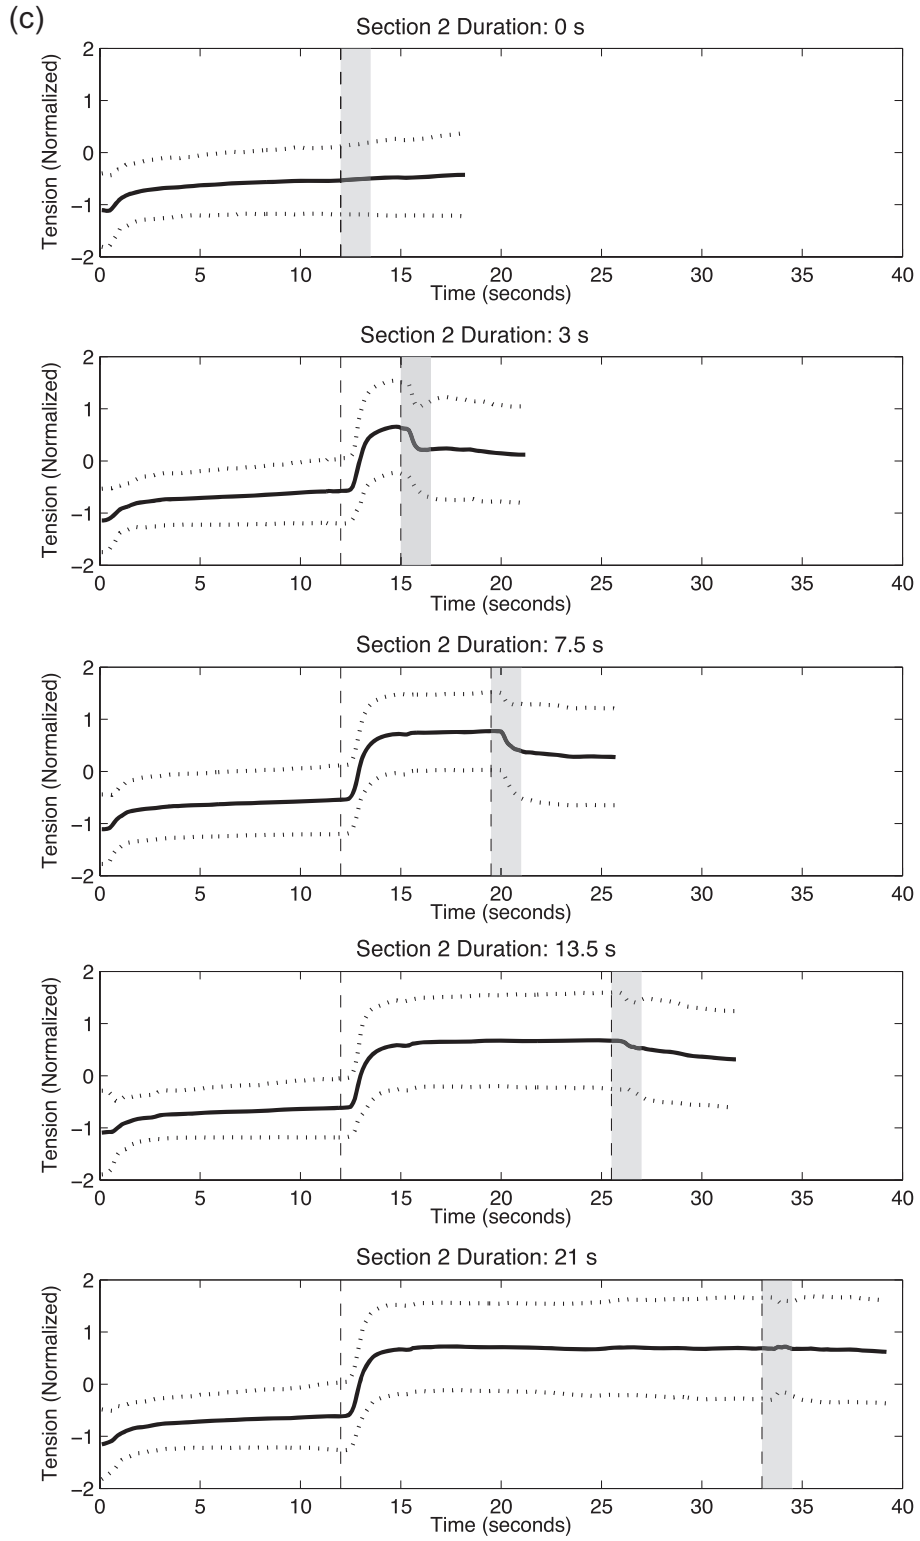 (c)
Section 2 Duration: 0 s
Tension (Normalized)
2
1
0
−1
−2
0 5 10 15 20 25 30 35 40
Time (seconds)
Section 2 Duration: 3 s
Tension (Normalized)
2
1
0
−1
−2
0 5 10 15 20 25 30 35 40
Time (seconds)
Section 2 Duration: 7.5 s
Tension (Normalized)
2
1
0
−1
−2
0 5 10 15 20 25 30 35 40
Time (seconds)
Section 2 Duration: 13.5 s
Tension (Normalized)
2
1
0
−1
−2
0 5 10 15 20 25 30 35 40
Time (seconds)
Section 2 Duration: 21 s
Tension (Normalized)
2
1
0
−1
−2
0 5 10 15 20 25 30 35 40
Time (seconds)